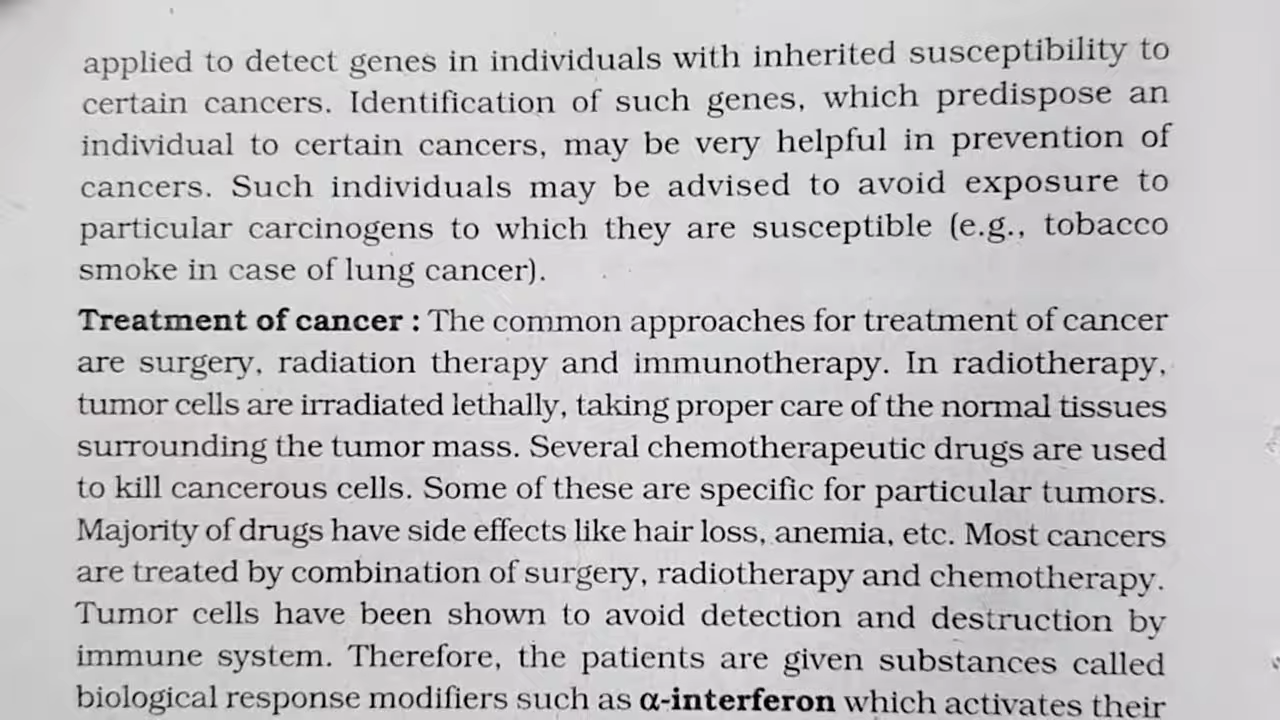 applied to detect genes in individuals with inherited susceptibility to
certain cancers. Identification of such genes, which predispose an
individual to certain cancers, may be very helpful in prevention of
cancers. Such individuals may be advised to avoid exposure to
particular carcinogens to which they are susceptible (e.g., tobacco
smoke in case of lung cancer).
Treatment of cancer : The common approaches for treatment of cancer
are surgery, radiation therapy and immunotherapy. In radiotherapy,
tumor cells are irradiated lethally, taking proper care of the normal tissues
surrounding the tumor mass. Several chemotherapeutic drugs are used
to kill cancerous cells. Some of these are specific for particular tumors.
Majority of drugs have side effects like hair loss, anemia, etc. Most cancers
are treated by combination of surgery, radiotherapy and chemotherapy.
Tumor cells have been shown to avoid detection and destruction by
immune system. Therefore, the patients are given substances called
biological response modifiers such as α-interferon which activates their